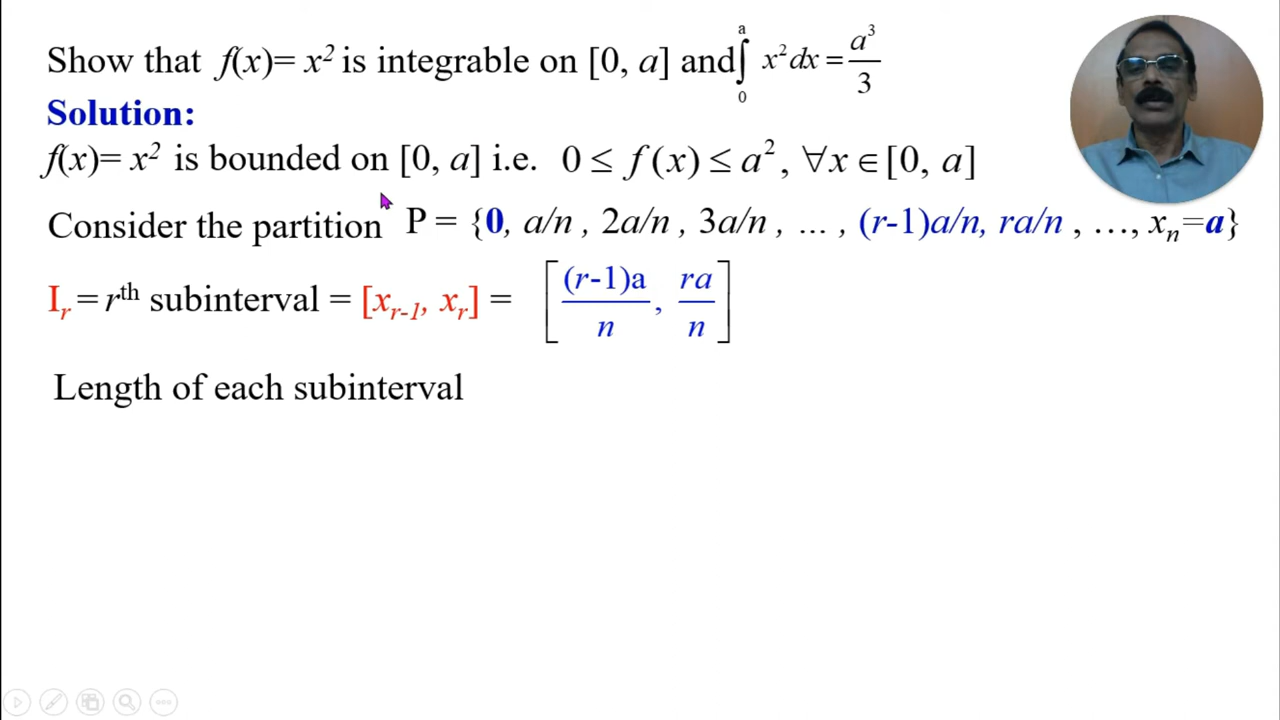 Show that f(x)= x² is integrable on [0, a] and ∫₀ᵃ x² dx = a³/3
Solution:
f(x)= x² is bounded on [0, a] i.e. 0 ≤ f(x) ≤ a², ∀x ∈ [0, a]
Consider the partition P = {0, a/n , 2a/n , 3a/n , ... , (r-1)a/n, ra/n , …, xₙ=a}
Iᵣ = rᵗʰ subinterval = [xᵣ₋₁, xᵣ] = [(r-1)a/n , ra/n]
Length of each subinterval